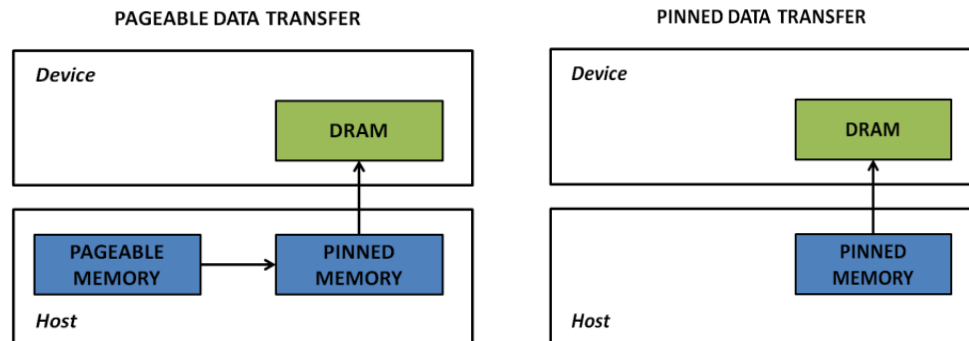 PAGEABLE DATA TRANSFER
Device
DRAM
PAGEABLE
MEMORY
PINNED
MEMORY
Host
PINNED DATA TRANSFER
Device
DRAM
PINNED
MEMORY
Host